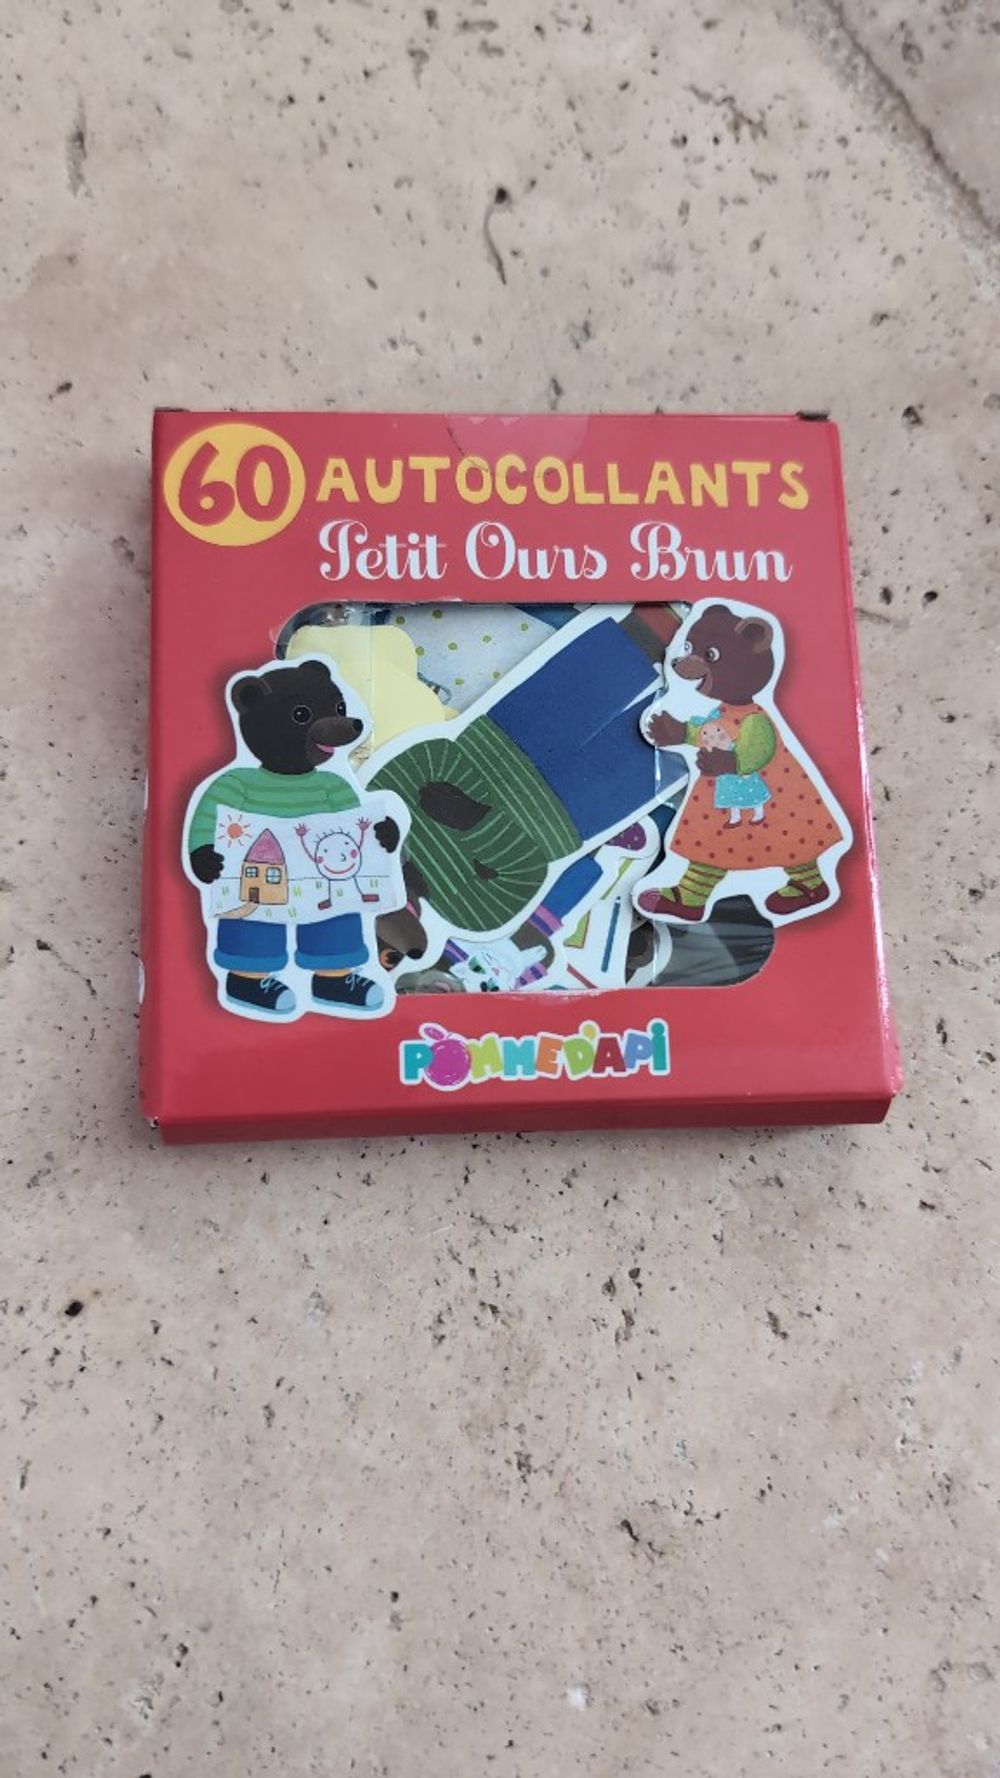 60 AUTOCOLLANTS
Petit Ours Brun
POMME D'API